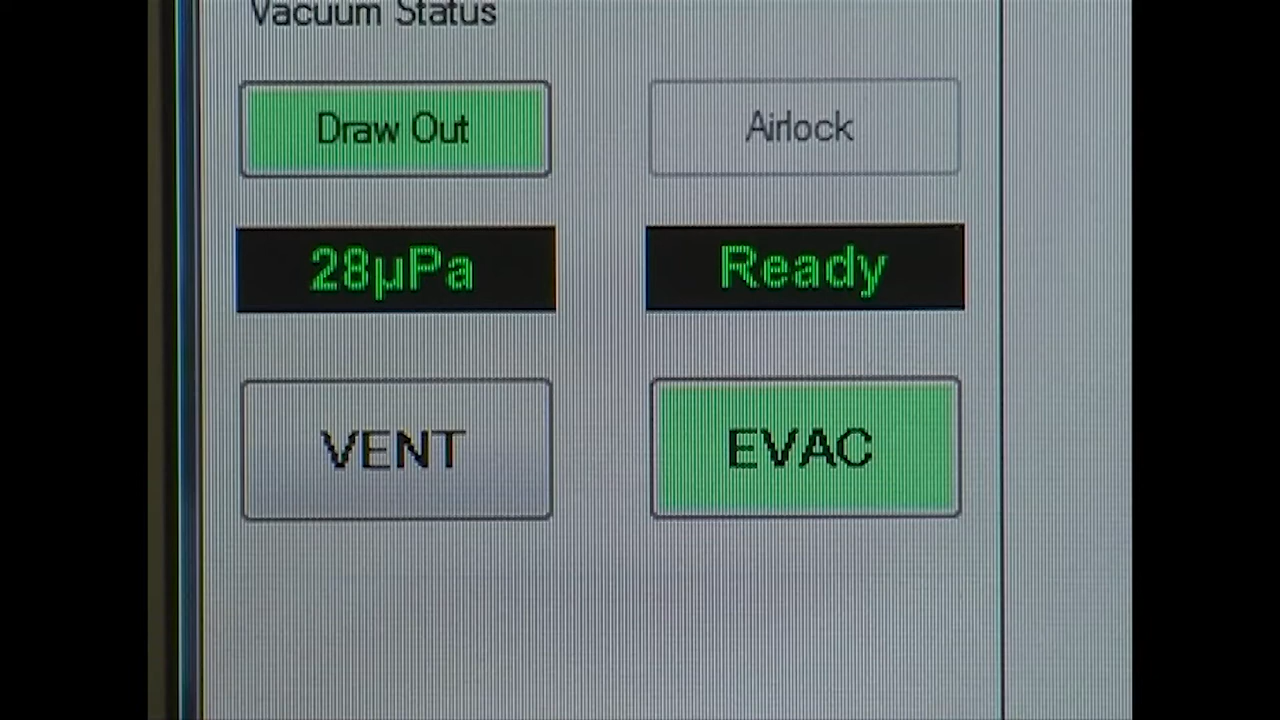 Vacuum Status
Draw Out
Airlock
28µPa
Ready
VENT
EVAC